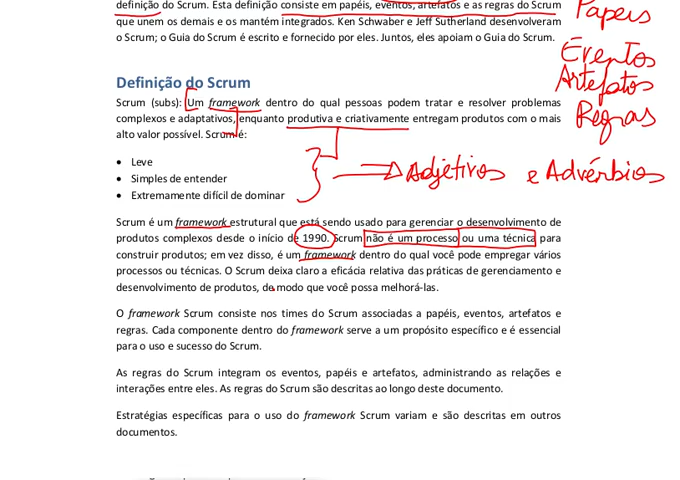 definição do Scrum. Esta definição consiste em papéis, eventos, artefatos e as regras do Scrum
que unem os demais e os mantém integrados. Ken Schwaber e Jeff Sutherland desenvolveram
o Scrum; o Guia do Scrum é escrito e fornecido por eles. Juntos, eles apoiam o Guia do Scrum.
Papeis
Eventos
Artefatos
Regras
Definição do Scrum
Scrum (subs): Um framework dentro do qual pessoas podem tratar e resolver problemas
complexos e adaptativos, enquanto produtiva e criativamente entregam produtos com o mais
alto valor possível. Scrum é:
• Leve
• Simples de entender
• Extremamente difícil de dominar
Adjetivos e Advérbios
Scrum é um framework estrutural que está sendo usado para gerenciar o desenvolvimento de
produtos complexos desde o início de 1990. Scrum não é um processo ou uma técnica para
construir produtos; em vez disso, é um framework dentro do qual você pode empregar vários
processos ou técnicas. O Scrum deixa claro a eficácia relativa das práticas de gerenciamento e
desenvolvimento de produtos, de modo que você possa melhorá-las.
O framework Scrum consiste nos times do Scrum associadas a papéis, eventos, artefatos e
regras. Cada componente dentro do framework serve a um propósito específico e é essencial
para o uso e sucesso do Scrum.
As regras do Scrum integram os eventos, papéis e artefatos, administrando as relações e
interações entre eles. As regras do Scrum são descritas ao longo deste documento.
Estratégias específicas para o uso do framework Scrum variam e são descritas em outros
documentos.